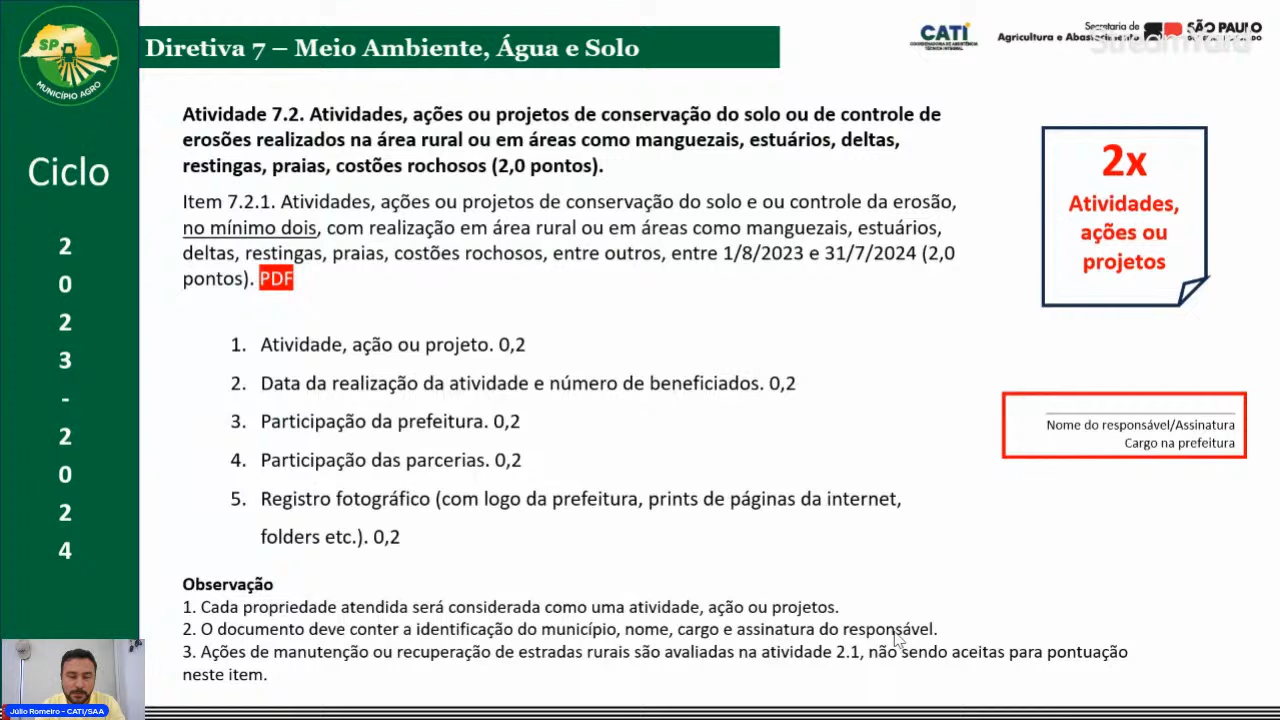 SP
MUNICÍPIO AGRO
Diretiva 7 – Meio Ambiente, Água e Solo
CATI
COORDENADORIA DE ASSISTÊNCIA
TÉCNICA INTEGRAL
Secretaria de
Agricultura e Abastecimento
SÃO PAULO
Ciclo
2
0
2
3
-
2
0
2
4
Atividade 7.2. Atividades, ações ou projetos de conservação do solo ou de controle de
erosões realizados na área rural ou em áreas como manguezais, estuários, deltas,
restingas, praias, costões rochosos (2,0 pontos).
Item 7.2.1. Atividades, ações ou projetos de conservação do solo e ou controle da erosão,
no mínimo dois, com realização em área rural ou em áreas como manguezais, estuários,
deltas, restingas, praias, costões rochosos, entre outros, entre 1/8/2023 e 31/7/2024 (2,0
pontos). PDF
2x
Atividades,
ações ou
projetos
1. Atividade, ação ou projeto. 0,2
2. Data da realização da atividade e número de beneficiados. 0,2
3. Participação da prefeitura. 0,2
4. Participação das parcerias. 0,2
5. Registro fotográfico (com logo da prefeitura, prints de páginas da internet,
folders etc.). 0,2
Nome do responsável/Assinatura
Cargo na prefeitura
Observação
1. Cada propriedade atendida será considerada como uma atividade, ação ou projetos.
2. O documento deve conter a identificação do município, nome, cargo e assinatura do responsável.
3. Ações de manutenção ou recuperação de estradas rurais são avaliadas na atividade 2.1, não sendo aceitas para pontuação
neste item.
Júlio Romeiro - CATI/SAA